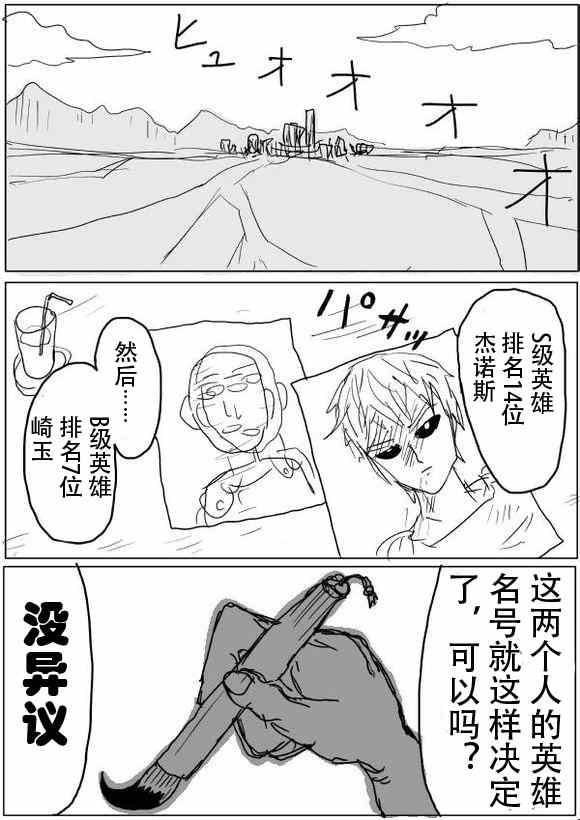 ヒュオオオオ
S级英雄
排名14位
杰诺斯
パサッ
然后……
B级英雄
排名7位
崎玉
这两个人的英雄
名号就这样决定
了，可以吗？
没异议